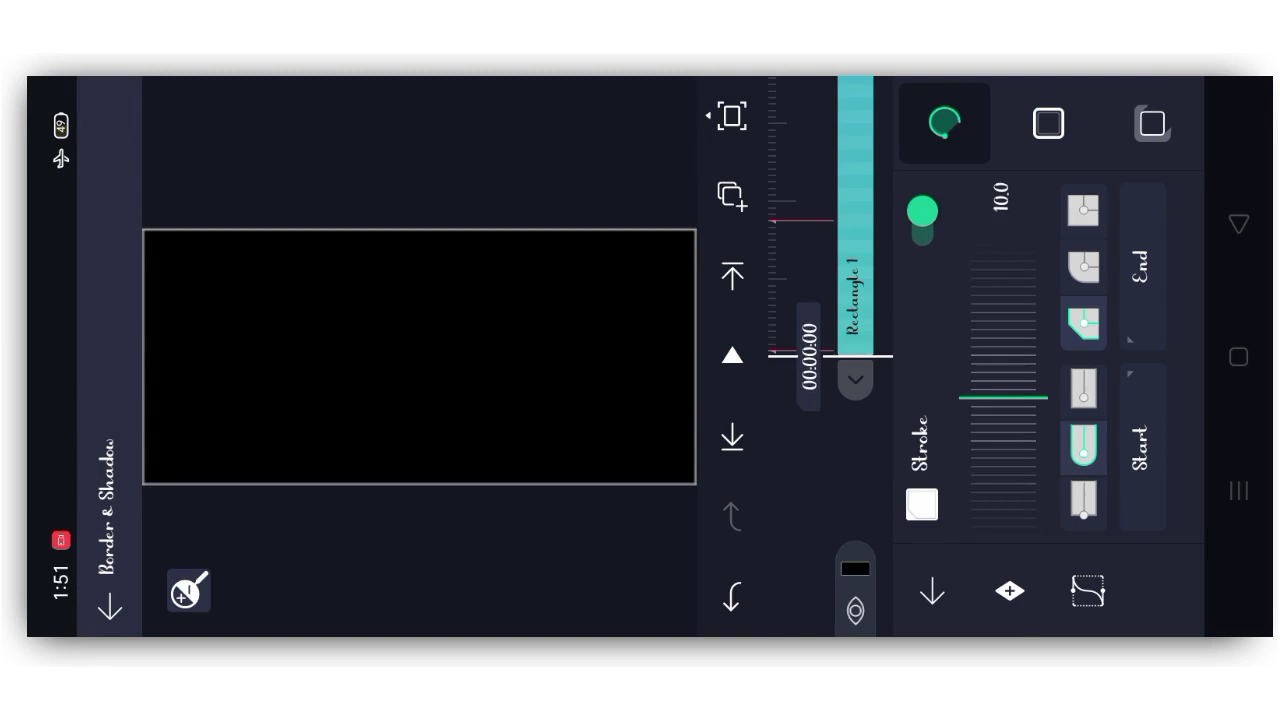 1:51
49
Border & Shadow
00:00:00
Rectangle 1
Stroke
10.0
Start
End